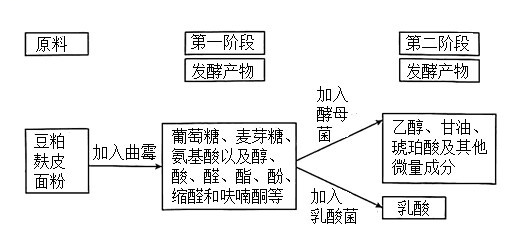 原料
第一阶段
第二阶段
发酵产物
发酵产物
豆粕
麸皮
面粉
加入曲霉
葡萄糖、麦芽糖、
氨基酸以及醇、
酸、醛、酯、酚、
缩醛和呋喃酮等
加入
酵母
菌
加入
乳酸菌
乙醇、甘油、
琥珀酸及其他
微量成分
乳酸